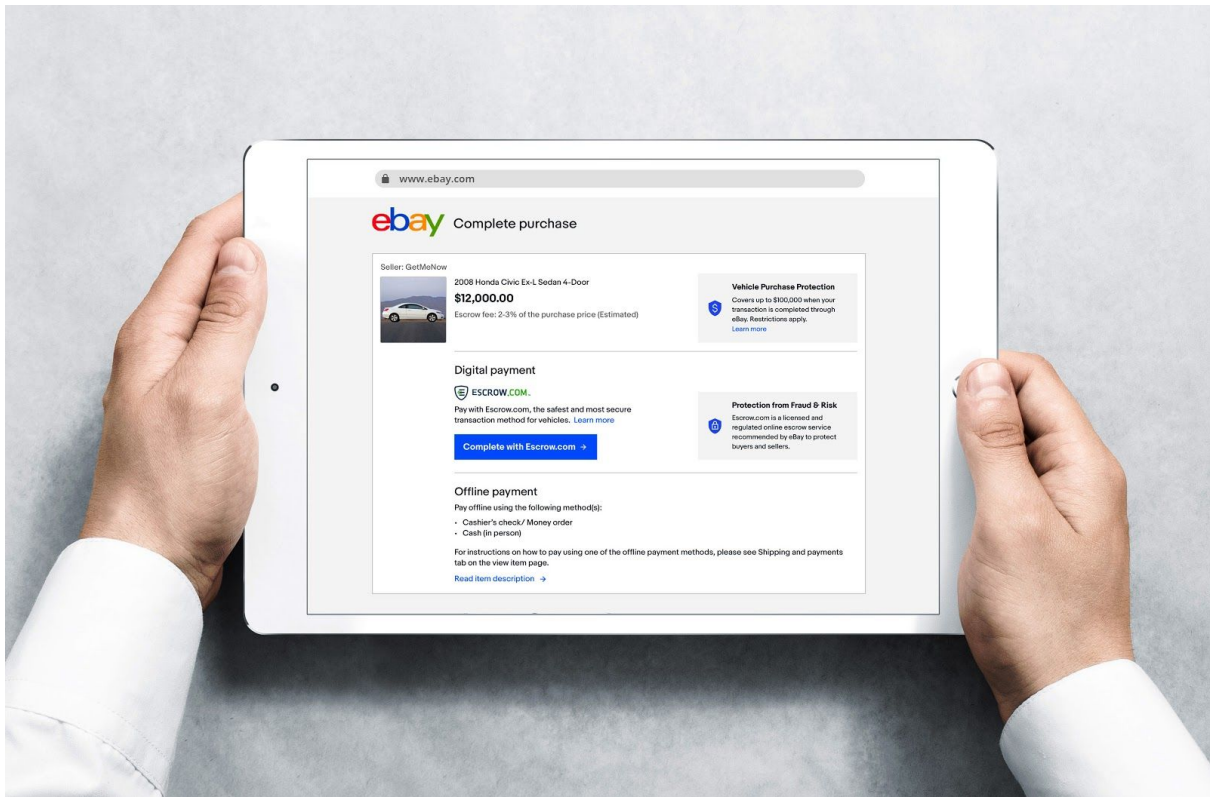 www.ebay.com
ebay Complete purchase
Seller: GetMeNow
2008 Honda Civic Ex-L Sedan 4-Door
$12,000.00
Escrow fee: 2-3% of the purchase price (Estimated)
Vehicle Purchase Protection
Covers up to $100,000 when your
transaction is completed through
eBay. Restrictions apply.
Learn more
Digital payment
ESCROW.COM
Pay with Escrow.com, the safest and most secure
transaction method for vehicles. Learn more
Complete with Escrow.com →
Protection from Fraud & Risk
Escrow.com is a licensed and
regulated online escrow service
recommended by eBay to protect
buyers and sellers.
Offline payment
Pay offline using the following method(s):
· Cashier's check/ Money order
· Cash (in person)
For instructions on how to pay using one of the offline payment methods, please see Shipping and payments
tab on the view item page.
Read item description →